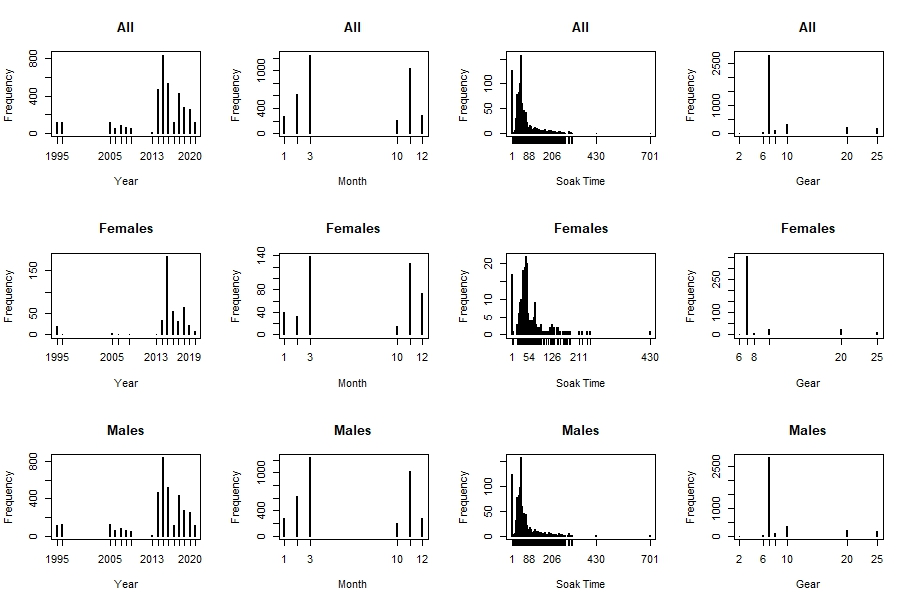 All
Frequency
0 400 800
1995 2005 2013 2020
Year
All
Frequency
0 400 1000
1 3 10 12
Month
All
Frequency
0 50 100
1 88 206 430 701
Soak Time
All
Frequency
0 1000 2500
2 6 10 20 25
Gear
Females
Frequency
0 50 150
1995 2005 2013 2019
Year
Females
Frequency
0 40 80 140
1 3 10 12
Month
Females
Frequency
0 5 10 20
1 54 126 211 430
Soak Time
Females
Frequency
0 100 250
6 8 20 25
Gear
Males
Frequency
0 400 800
1995 2005 2013 2020
Year
Males
Frequency
0 400 1000
1 3 10 12
Month
Males
Frequency
0 50 100
1 88 206 430 701
Soak Time
Males
Frequency
0 1000 2500
2 6 10 20 25
Gear